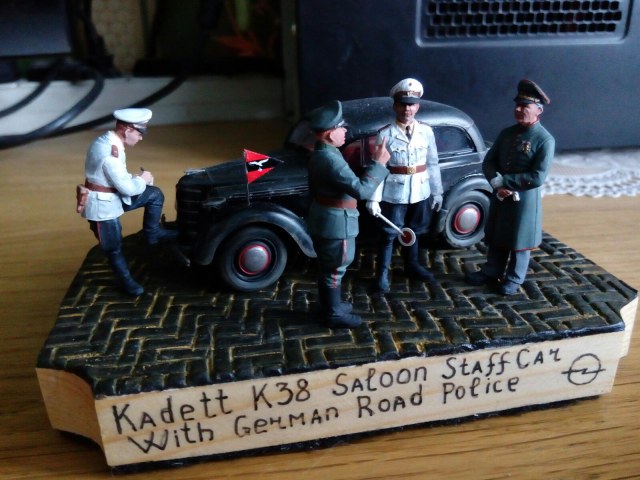 Kadett K38 Saloon Staff Car
With German Road Police